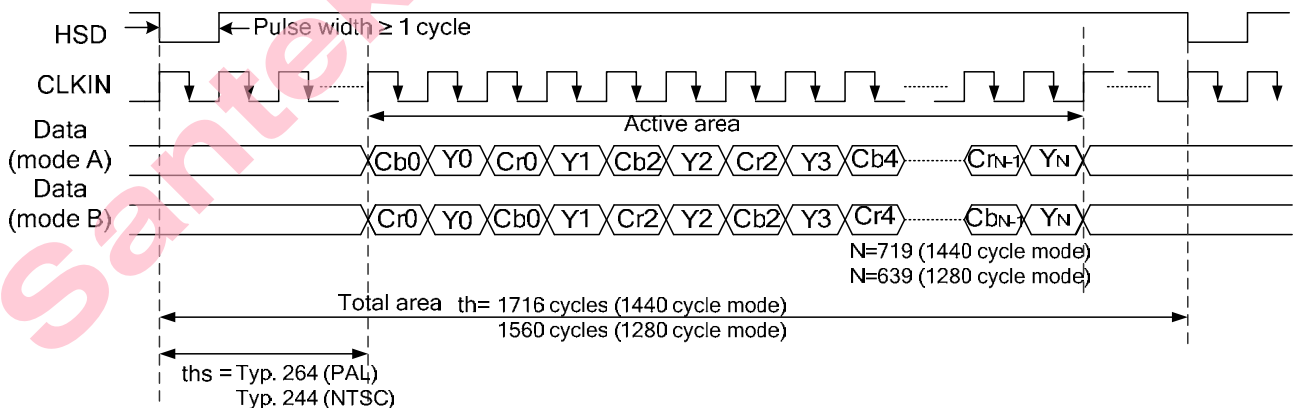 HSD
Pulse width ≥ 1 cycle
CLKIN
Active area
Data
(mode A)
Cb0 Y0 Cr0 Y1 Cb2 Y2 Cr2 Y3 Cb4 CrN-1 YN
Data
(mode B)
Cr0 Y0 Cb0 Y1 Cr2 Y2 Cb2 Y3 Cr4 CbN-1 YN
N=719 (1440 cycle mode)
N=639 (1280 cycle mode)
Total area th= 1716 cycles (1440 cycle mode)
1560 cycles (1280 cycle mode)
ths = Typ. 264 (PAL)
Typ. 244 (NTSC)
Santek